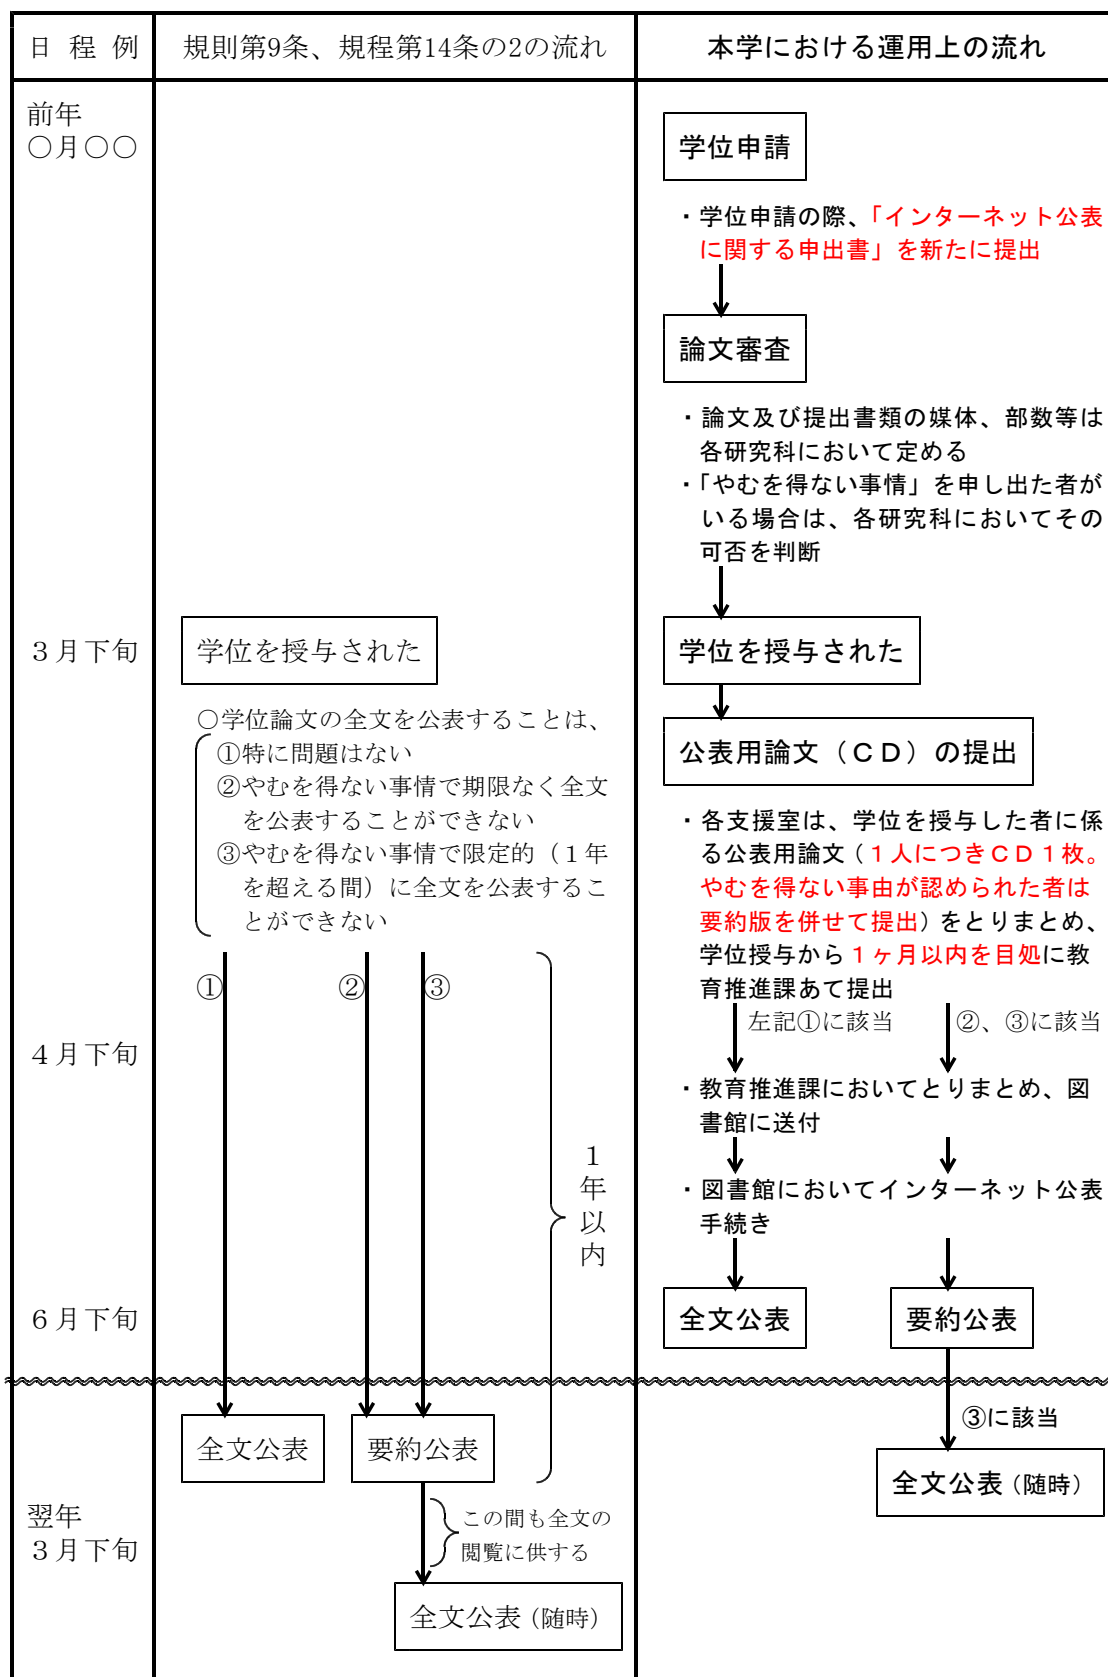 日 程 例
規則第9条、規程第14条の2の流れ
本学における運用上の流れ
前年
○月○○
学位申請
・学位申請の際、「インターネット公表
に関する申出書」を新たに提出
論文審査
・論文及び提出書類の媒体、部数等は
各研究科において定める
・「やむを得ない事情」を申し出た者が
いる場合は、各研究科においてその
可否を判断
３月下旬
学位を授与された
学位を授与された
○学位論文の全文を公表することは、
①特に問題はない
②やむを得ない事情で期限なく全文
を公表することができない
③やむを得ない事情で限定的（１年
を超える間）に全文を公表するこ
とができない
公表用論文（ＣＤ）の提出
・各支援室は、学位を授与した者に係
る公表用論文（１人につきＣＤ１枚。
やむを得ない事由が認められた者は
要約版を併せて提出）をとりまとめ、
学位授与から１ヶ月以内を目処に教
育推進課あて提出
①
②
③
左記①に該当
②、③に該当
４月下旬
・教育推進課においてとりまとめ、図
書館に送付
１
年
以
内
・図書館においてインターネット公表
手続き
６月下旬
全文公表
要約公表
③に該当
全文公表
要約公表
全文公表（随時）
翌年
３月下旬
この間も全文の
閲覧に供する
全文公表（随時）